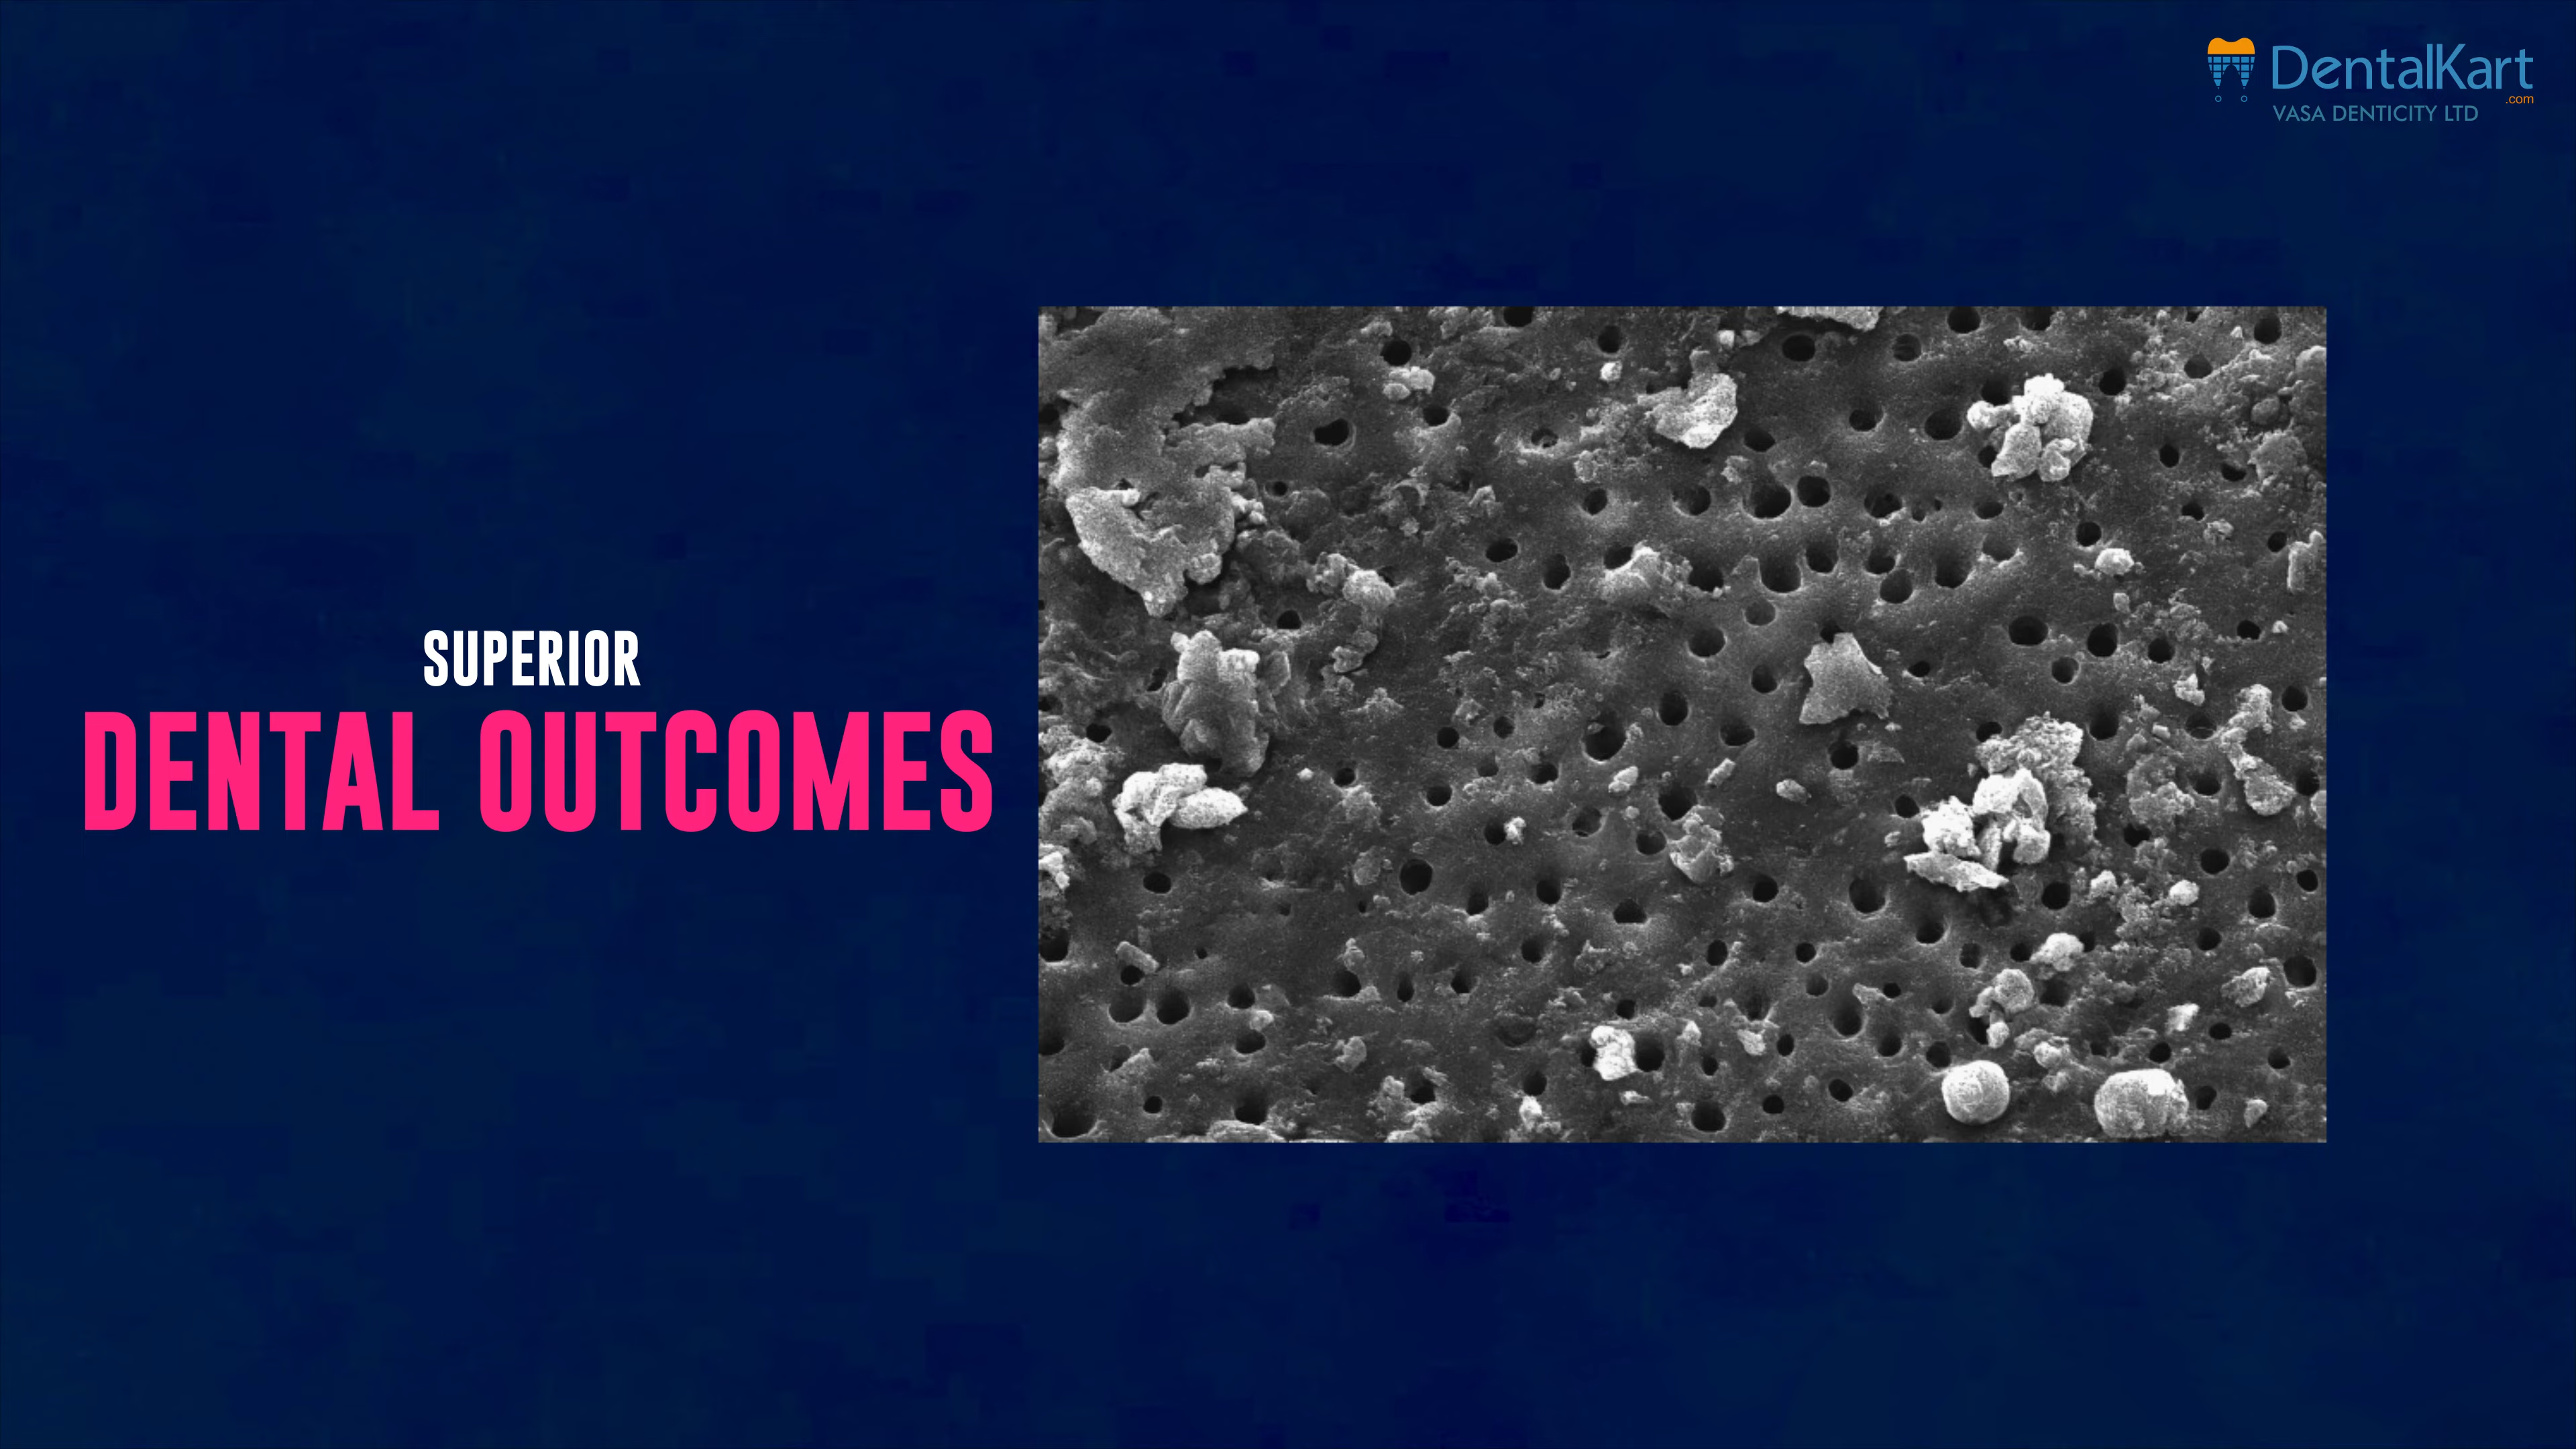 DentalKart
.com
VASA DENTICITY LTD
SUPERIOR
DENTAL OUTCOMES